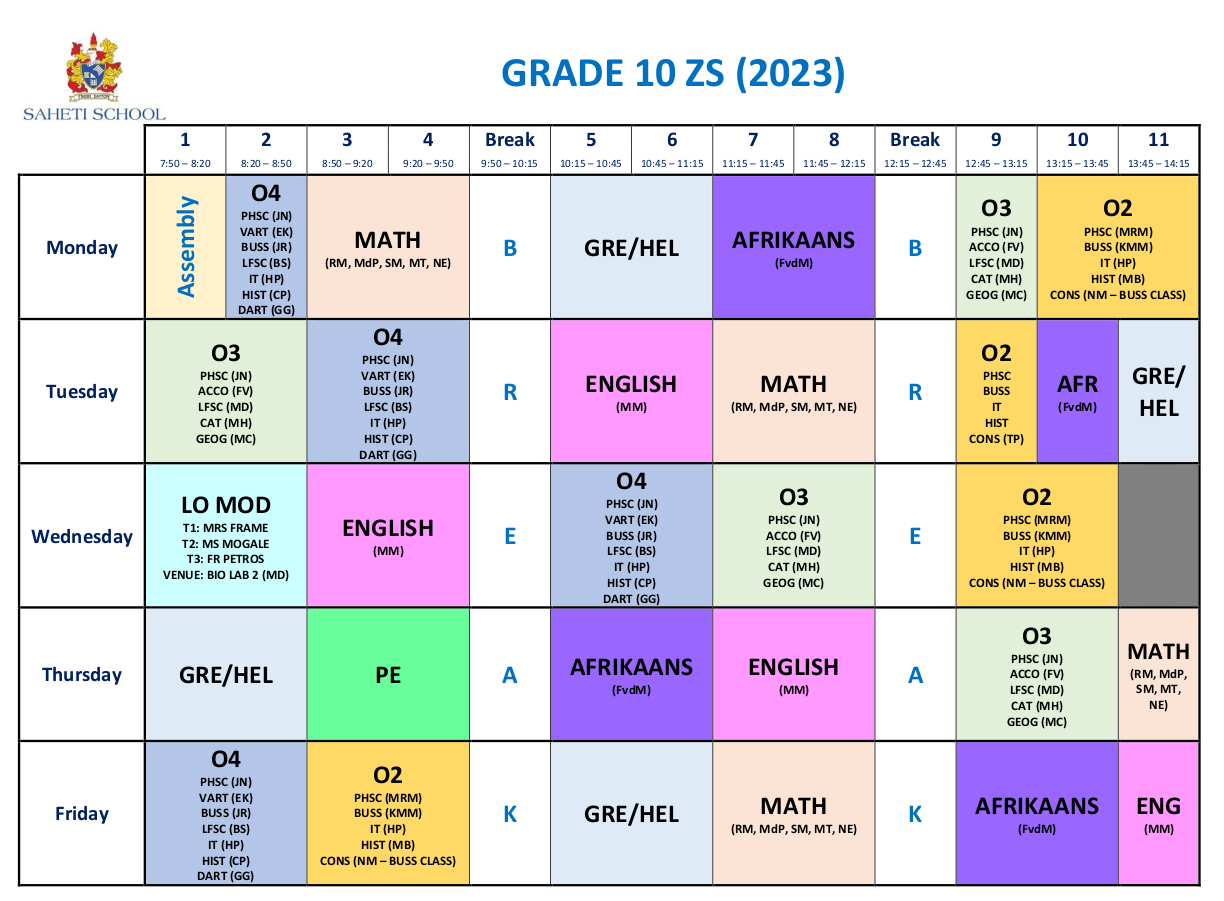 GRADE 10 ZS (2023)
SAHETI SCHOOL
1 2 3 4 Break 5 6 7 8 Break 9 10 11
7:50 – 8:20 8:20 – 8:50 8:50 – 9:20 9:20 – 9:50 9:50 – 10:15 10:15 – 10:45 10:45 – 11:15 11:15 – 11:45 11:45 – 12:15 12:15 – 12:45 12:45 – 13:15 13:15 – 13:45 13:45 – 14:15
Monday
Assembly
O4
PHSC (JN)
VART (EK)
BUSS (JR)
LFSC (BS)
IT (HP)
HIST (CP)
DART (GG)
MATH
(RM, MdP, SM, MT, NE)
B
GRE/HEL
AFRIKAANS
(FvdM)
B
O3
PHSC (JN)
ACCO (FV)
LFSC (MD)
CAT (MH)
GEOG (MC)
O2
PHSC (MRM)
BUSS (KMM)
IT (HP)
HIST (MB)
CONS (NM – BUSS CLASS)
Tuesday
O3
PHSC (JN)
ACCO (FV)
LFSC (MD)
CAT (MH)
GEOG (MC)
O4
PHSC (JN)
VART (EK)
BUSS (JR)
LFSC (BS)
IT (HP)
HIST (CP)
DART (GG)
R
ENGLISH
(MM)
MATH
(RM, MdP, SM, MT, NE)
R
O2
PHSC
BUSS
IT
HIST
CONS (TP)
AFR
(FvdM)
GRE/
HEL
Wednesday
LO MOD
T1: MRS FRAME
T2: MS MOGALE
T3: FR PETROS
VENUE: BIO LAB 2 (MD)
ENGLISH
(MM)
E
O4
PHSC (JN)
VART (EK)
BUSS (JR)
LFSC (BS)
IT (HP)
HIST (CP)
DART (GG)
O3
PHSC (JN)
ACCO (FV)
LFSC (MD)
CAT (MH)
GEOG (MC)
E
O2
PHSC (MRM)
BUSS (KMM)
IT (HP)
HIST (MB)
CONS (NM – BUSS CLASS)
Thursday
GRE/HEL
PE
A
AFRIKAANS
(FvdM)
ENGLISH
(MM)
A
O3
PHSC (JN)
ACCO (FV)
LFSC (MD)
CAT (MH)
GEOG (MC)
MATH
(RM, MdP,
SM, MT,
NE)
Friday
O4
PHSC (JN)
VART (EK)
BUSS (JR)
LFSC (BS)
IT (HP)
HIST (CP)
DART (GG)
O2
PHSC (MRM)
BUSS (KMM)
IT (HP)
HIST (MB)
CONS (NM – BUSS CLASS)
K
GRE/HEL
MATH
(RM, MdP, SM, MT, NE)
K
AFRIKAANS
(FvdM)
ENG
(MM)